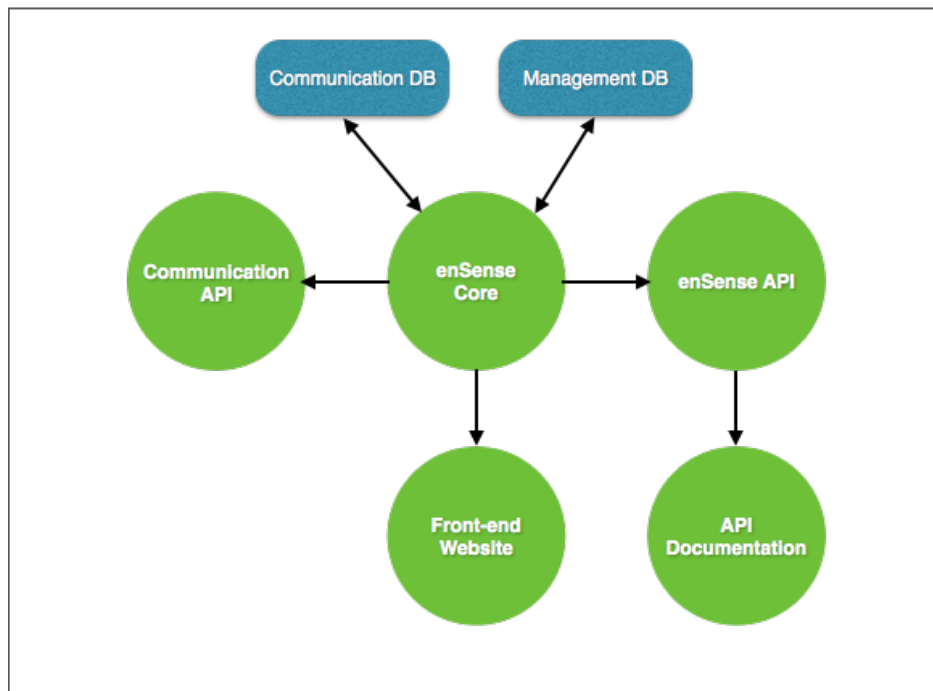 Communication DB
Management DB
Communication
API
enSense
Core
enSense API
Front-end
Website
API
Documentation